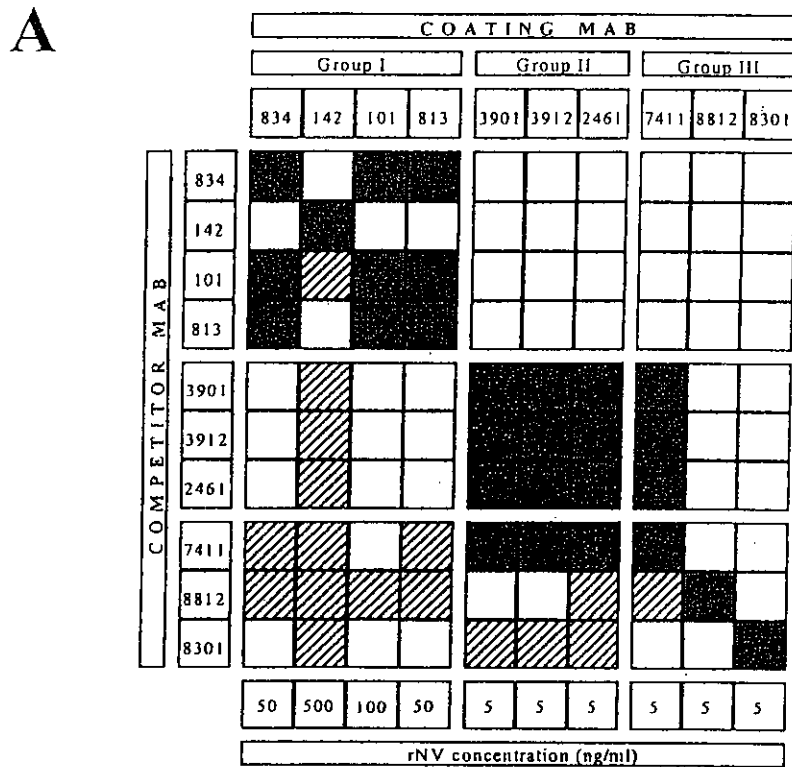 A
COATING MAB
Group I Group II Group III
834 142 101 813 3901 3912 2461 7411 8812 8301
COMPETITOR MAB
834
142
101
813
3901
3912
2461
7411
8812
8301
50 500 100 50 5 5 5 5 5 5
rNV concentration (ng/ml)